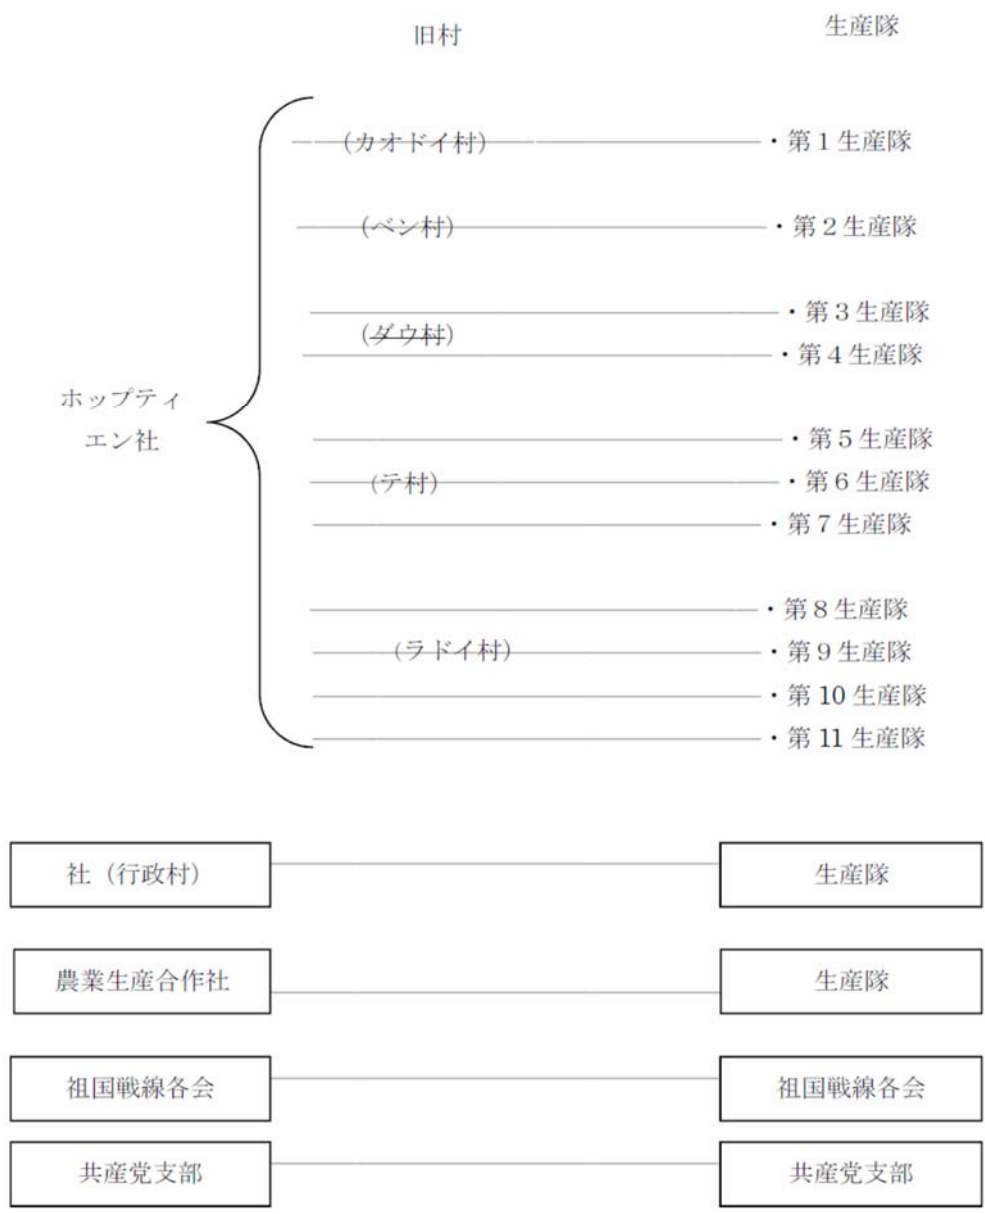 旧村
生産隊
(カオドイ村)
・第1生産隊
(ベン村)
・第2生産隊
・第3生産隊
(ダウ村)
・第4生産隊
ホップティ
エン社
・第5生産隊
(テ村)
・第6生産隊
・第7生産隊
・第8生産隊
(ラドイ村)
・第9生産隊
・第10生産隊
・第11生産隊
社(行政村)
生産隊
農業生産合作社
生産隊
祖国戦線各会
祖国戦線各会
共産党支部
共産党支部